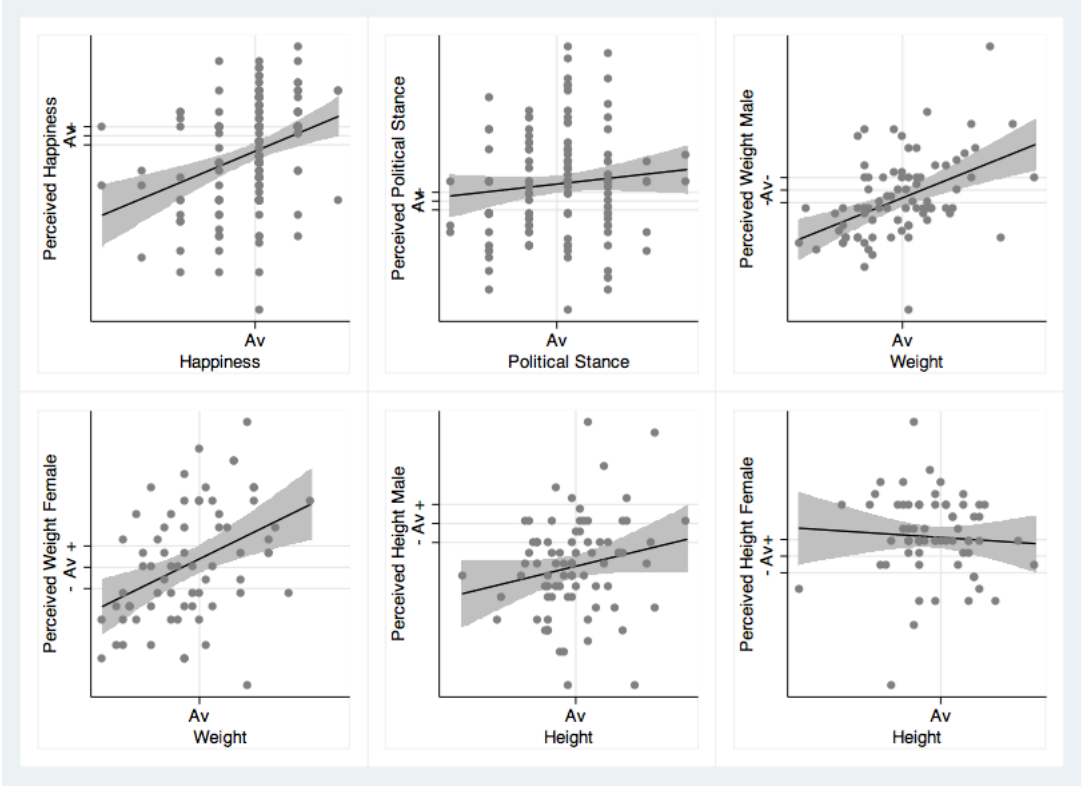 Perceived Happiness
Av+
Av
Happiness
Perceived Political Stance
Av+
Av
Political Stance
Perceived Weight Male
-Av-
Av
Weight
Perceived Weight Female
- Av +
Av
Weight
Perceived Height Male
- Av +
Av
Height
Perceived Height Female
- Av+
Av
Height